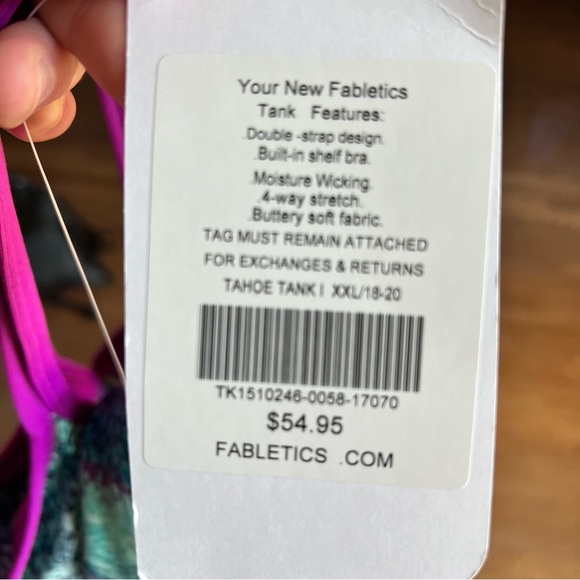 Your New Fabletics
Tank Features:
.Double -strap design.
.Built-in shelf bra.
.Moisture Wicking.
.4-way stretch.
.Buttery soft fabric.
TAG MUST REMAIN ATTACHED
FOR EXCHANGES & RETURNS
TAHOE TANK I XXL/18-20
TK1510246-0058-17070
$54.95
FABLETICS .COM